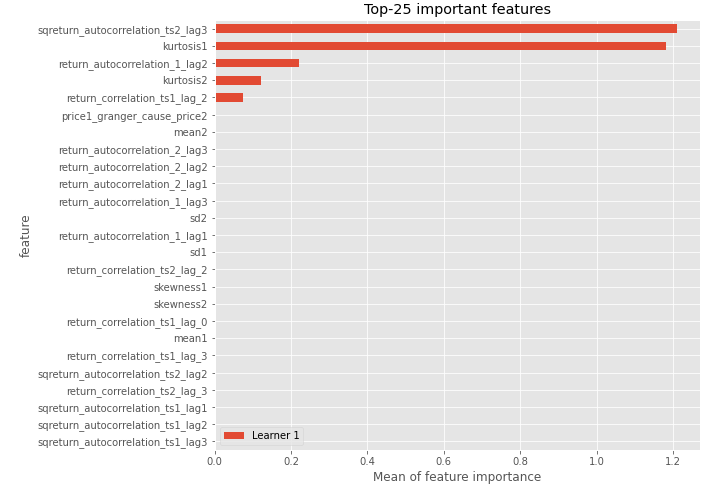 Top-25 important features
sqreturn_autocorrelation_ts2_lag3
kurtosis1
return_autocorrelation_1_lag2
kurtosis2
return_correlation_ts1_lag_2
price1_granger_cause_price2
mean2
return_autocorrelation_2_lag3
return_autocorrelation_2_lag2
return_autocorrelation_2_lag1
return_autocorrelation_1_lag3
sd2
return_autocorrelation_1_lag1
sd1
return_correlation_ts2_lag_2
skewness1
skewness2
return_correlation_ts1_lag_0
mean1
return_correlation_ts1_lag_3
sqreturn_autocorrelation_ts2_lag2
return_correlation_ts2_lag_3
sqreturn_autocorrelation_ts1_lag1
sqreturn_autocorrelation_ts1_lag2
sqreturn_autocorrelation_ts1_lag3
feature
Learner 1
0.0 0.2 0.4 0.6 0.8 1.0 1.2
Mean of feature importance